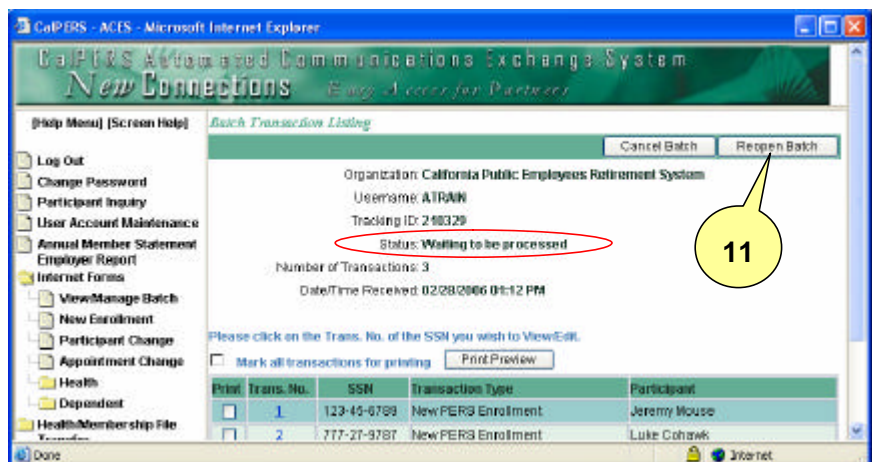 CalPERS - ACES - Microsoft Internet Explorer
CalPERS Automated Communications Exchange System
New Connections Easy Access for Partners
[Help Menu] [Screen Help]
Log Out
Change Password
Participant Inquiry
User Account Maintenance
Annual Member Statement
Employer Report
Internet Forms
View/Manage Batch
New Enrollment
Participant Change
Appointment Change
Health
Dependent
Health/Membership File
Transfer
Batch Transaction Listing
Cancel Batch Reopen Batch
Organization: California Public Employees Retirement System
Username: ATRAIN
Tracking ID: 210329
Status: Waiting to be processed
Number of Transactions: 3
Date/Time Received: 02/28/2006 01:12 PM
11
Please click on the Trans. No. of the SSN you wish to View/Edit.
Mark all transactions for printing Print Preview
Print Trans. No. SSN Transaction Type Participant
1 123-45-6789 New PERS Enrollment Jeremy Mouse
2 777-27-9787 New PERS Enrollment Luke Cohawk
Done Internet